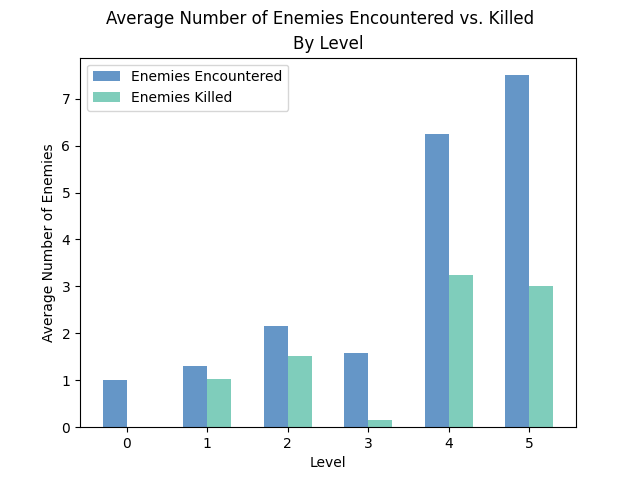 Average Number of Enemies Encountered vs. Killed
By Level
Enemies Encountered
Enemies Killed
Average Number of Enemies
7
6
5
4
3
2
1
0
0 1 2 3 4 5
Level